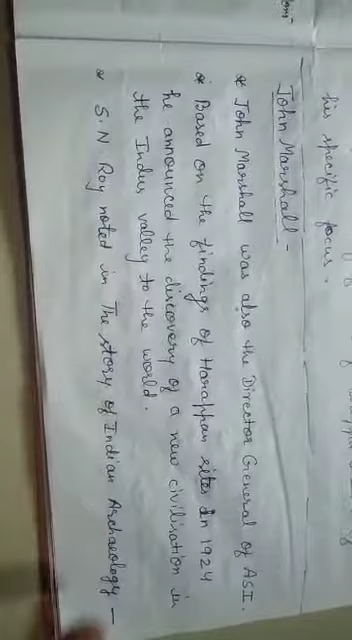 his specific focus.
John Marshall -
* John Marshall was also the Director General of ASI.
* Based on the findings of Harappan sites in 1924
he announced the discovery of a new civilisation in
the Indus valley to the world.
* S.N Roy noted in The story of Indian Archaeology -